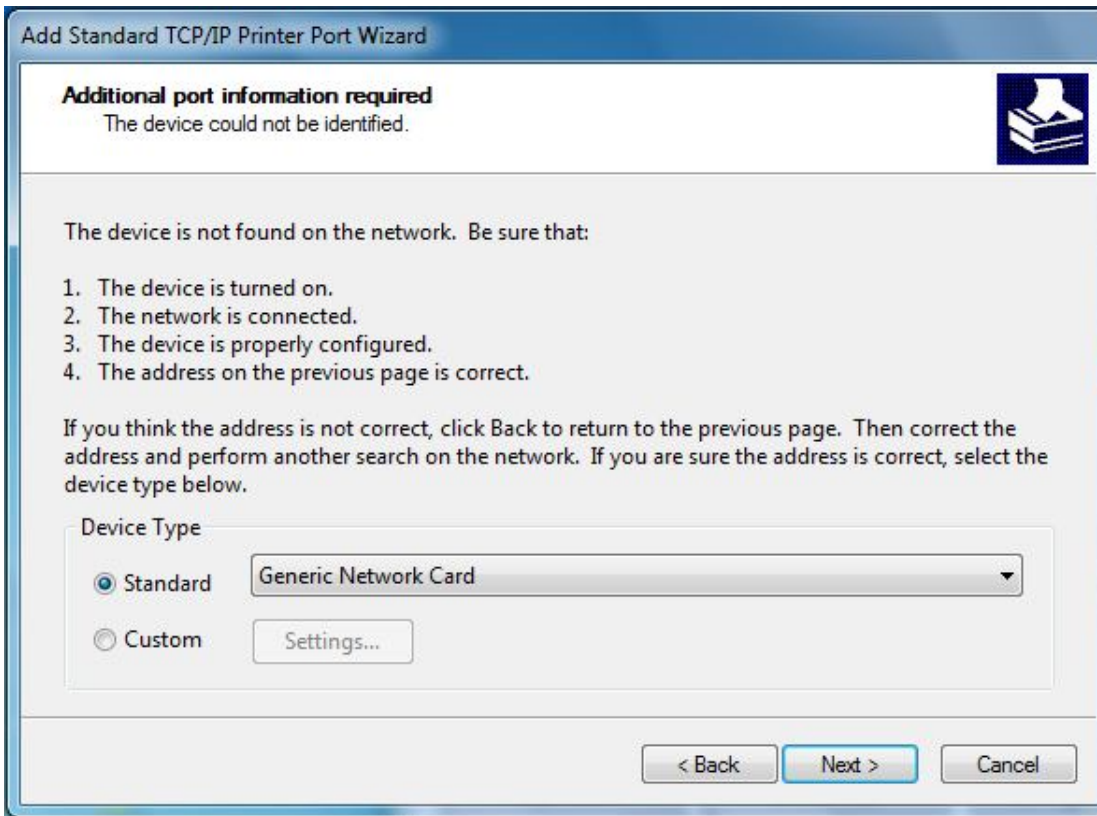 Add Standard TCP/IP Printer Port Wizard
Additional port information required
The device could not be identified.
The device is not found on the network.  Be sure that:
1.  The device is turned on.
2.  The network is connected.
3.  The device is properly configured.
4.  The address on the previous page is correct.
If you think the address is not correct, click Back to return to the previous page.  Then correct the
address and perform another search on the network.  If you are sure the address is correct, select the
device type below.
Device Type
Standard Generic Network Card
Custom Settings...
< Back Next > Cancel